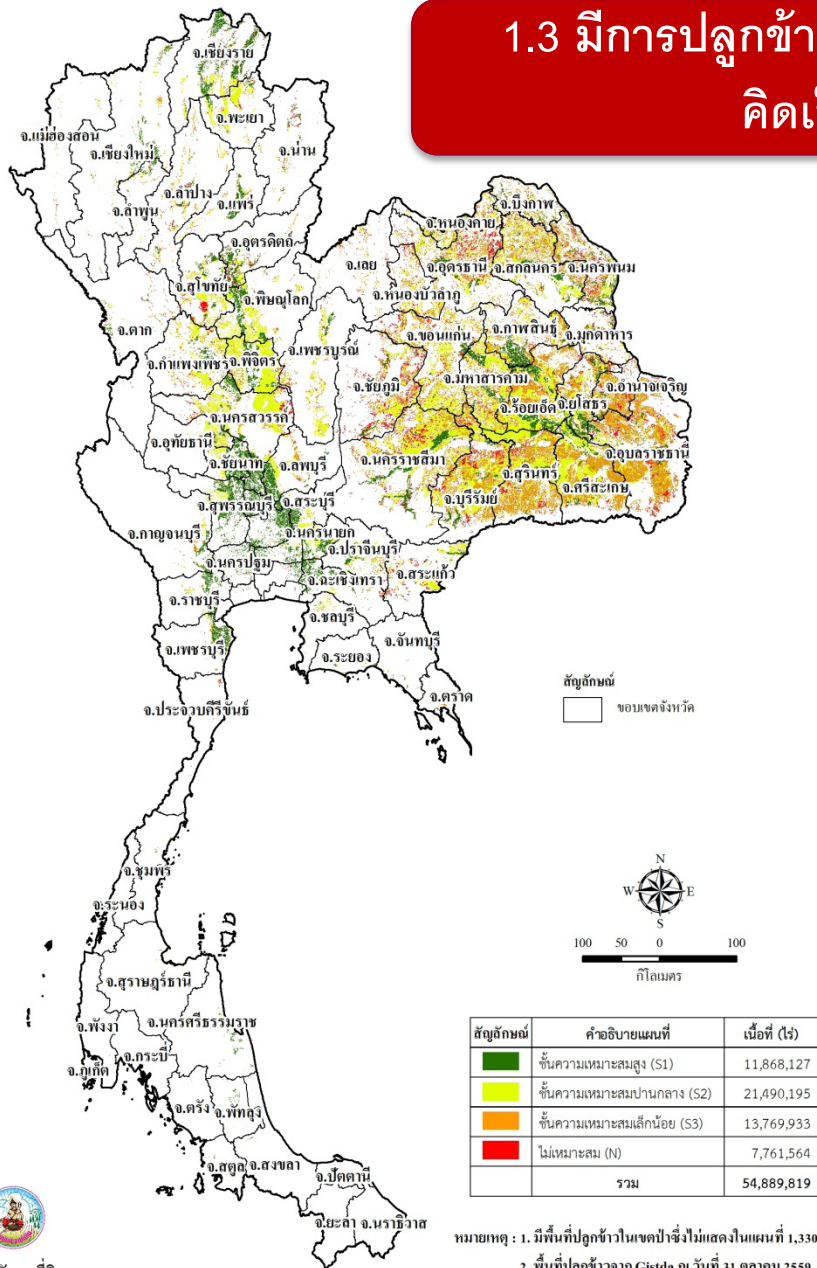 1.3 มีการปลูกข้า
คิดเ
จ.เชียงราย
จ.พะเยา
จ.แม่ฮ่องสอน
จ.เชียงใหม่
จ.น่าน
จ.ลำปาง
จ.แพร่
จ.ลำพูน
จ.อุตรดิตถ์
จ.บึงกาฬ
จ.หนองคาย
จ.เลย
จ.อุดรธานี
จ.สกลนคร
จ.นครพนม
จ.สุโขทัย
จ.พิษณุโลก
จ.หนองบัวลำภู
จ.ตาก
จ.ขอนแก่น
จ.กาฬสินธุ์
จ.มุกดาหาร
จ.กำแพงเพชร
จ.พิจิตร
จ.เพชรบูรณ์
จ.ชัยภูมิ
จ.มหาสารคาม
จ.อำนาจเจริญ
จ.ร้อยเอ็ด
จ.ยโสธร
จ.นครสวรรค์
จ.อุทัยธานี
จ.ชัยนาท
จ.ลพบุรี
จ.นครราชสีมา
จ.อุบลราชธานี
จ.สุรินทร์
จ.ศรีสะเกษ
จ.บุรีรัมย์
จ.สุพรรณบุรี
จ.สระบุรี
จ.กาญจนบุรี
จ.นครนายก
จ.ปราจีนบุรี
จ.นครปฐม
จ.ฉะเชิงเทรา
จ.สระแก้ว
จ.ราชบุรี
จ.ชลบุรี
จ.เพชรบุรี
จ.ระยอง
จ.จันทบุรี
จ.ตราด
จ.ประจวบคีรีขันธ์
สัญลักษณ์
ขอบเขตจังหวัด
จ.ชุมพร
จ.ระนอง
N
W E
S
100 50 0 100
กิโลเมตร
จ.สุราษฎร์ธานี
จ.พังงา
จ.นครศรีธรรมราช
จ.กระบี่
จ.ภูเก็ต
จ.ตรัง
จ.พัทลุง
จ.สตูล
จ.สงขลา
จ.ปัตตานี
จ.ยะลา
จ.นราธิวาส
สัญลักษณ์ คำอธิบายแผนที่ เนื้อที่ (ไร่)
ชั้นความเหมาะสมสูง (S1) 11,868,127
ชั้นความเหมาะสมปานกลาง (S2) 21,490,195
ชั้นความเหมาะสมเล็กน้อย (S3) 13,769,933
ไม่เหมาะสม (N) 7,761,564
รวม 54,889,819
หมายเหตุ : 1. มีพื้นที่ปลูกข้าวในเขตป่าซึ่งไม่แสดงในแผนที่ 1,330
2. พื้นที่ปลูกข้าวจาก Gistda ณ วันที่ 31 ตุลาคม 2559